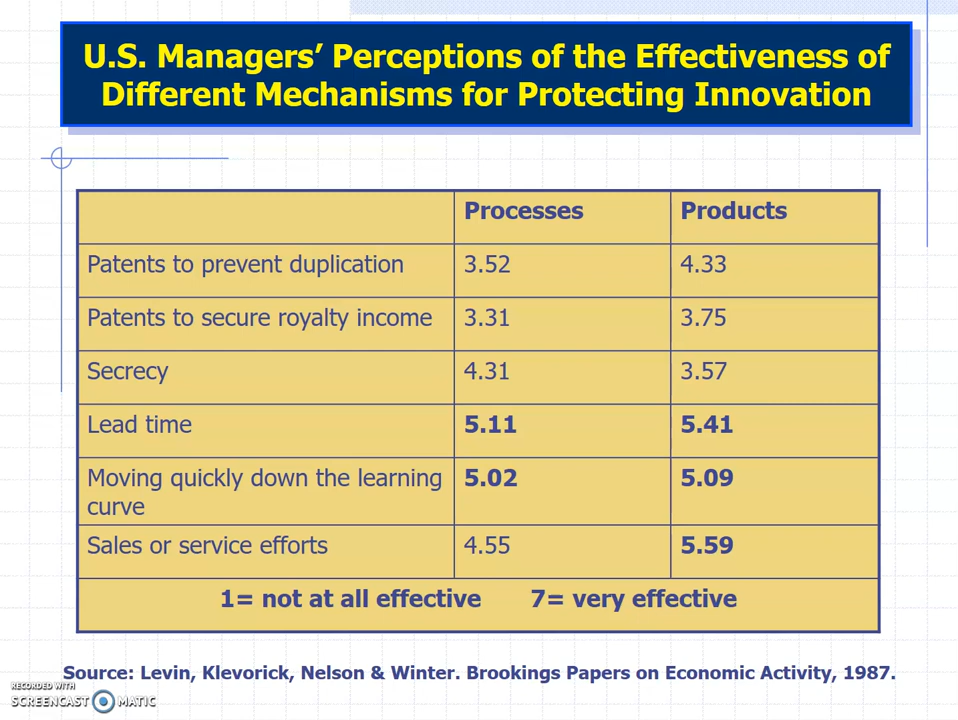 U.S. Managers’ Perceptions of the Effectiveness of
Different Mechanisms for Protecting Innovation
Processes Products
Patents to prevent duplication 3.52 4.33
Patents to secure royalty income 3.31 3.75
Secrecy 4.31 3.57
Lead time 5.11 5.41
Moving quickly down the learning 5.02 5.09
curve
Sales or service efforts 4.55 5.59
1= not at all effective 7= very effective
Source: Levin, Klevorick, Nelson & Winter. Brookings Papers on Economic Activity, 1987.
RECORDED WITH
SCREENCAST MATIC